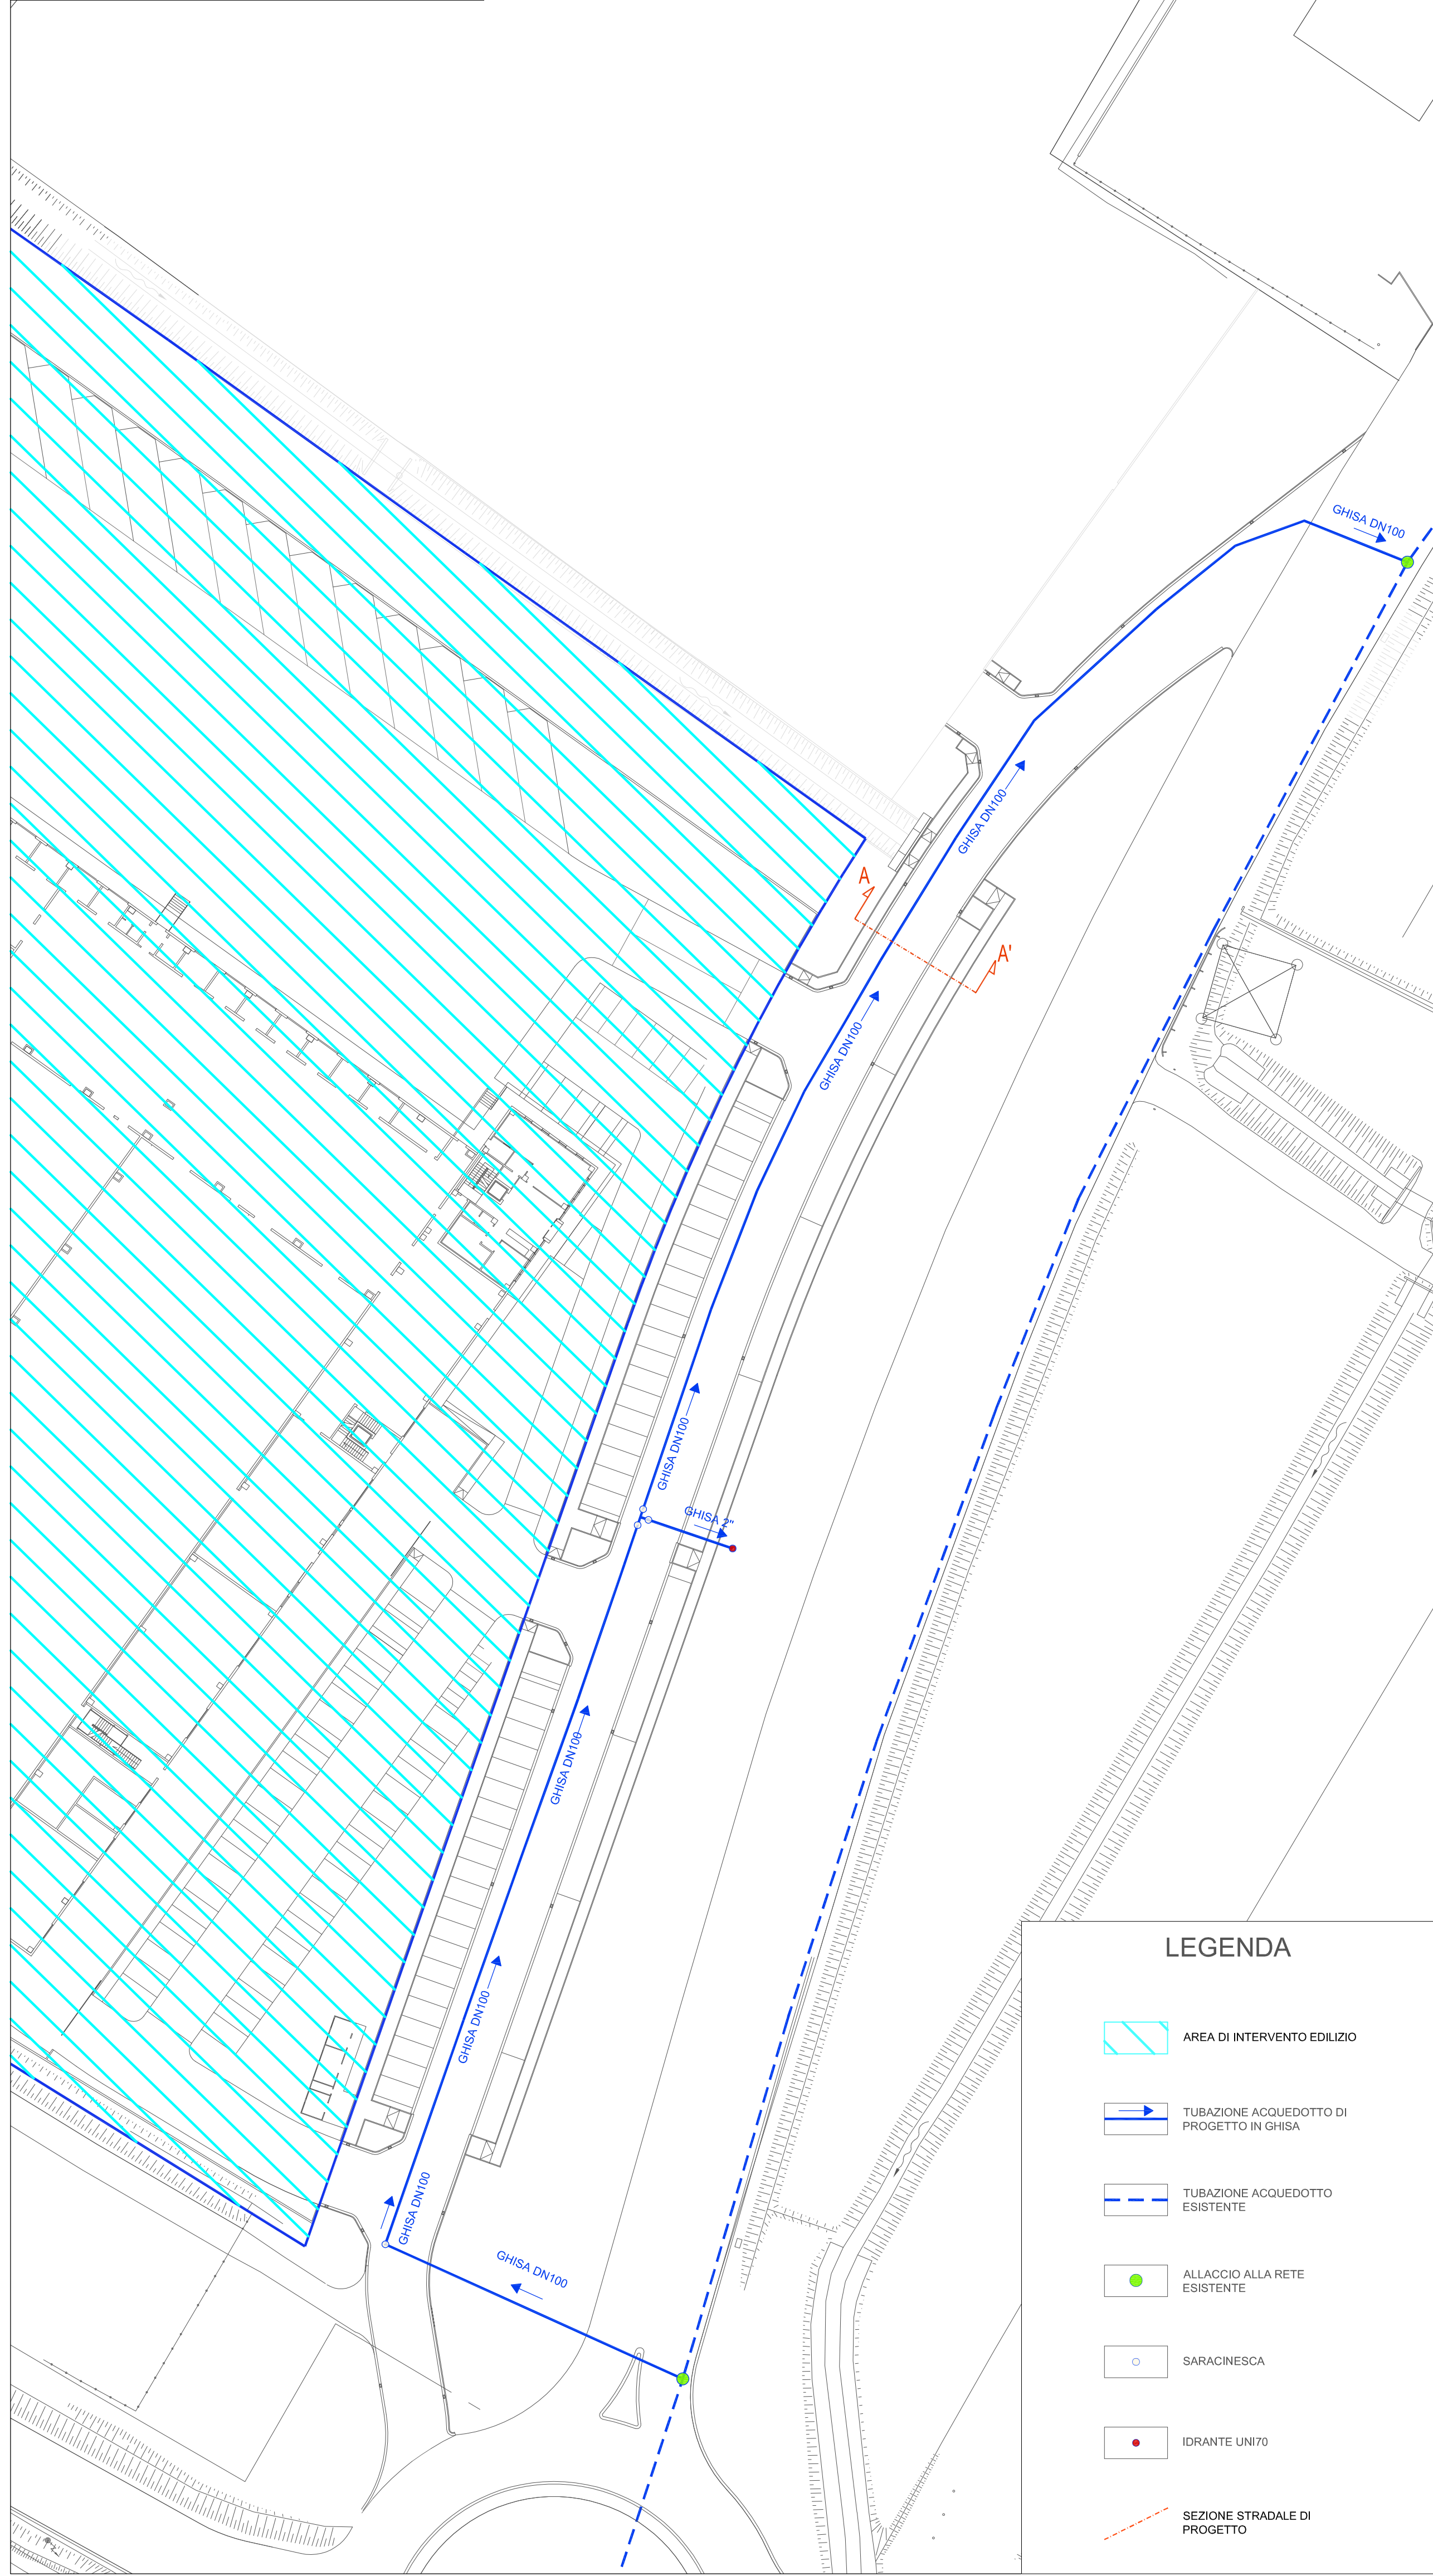 GHISA DN100
A
A'
GHISA DN100
GHISA DN100
GHISA DN100
GHISA 2"
GHISA DN100
GHISA DN100
GHISA DN100
GHISA DN100
LEGENDA
AREA DI INTERVENTO EDILIZIO
TUBAZIONE ACQUEDOTTO DI
PROGETTO IN GHISA
TUBAZIONE ACQUEDOTTO
ESISTENTE
ALLACCIO ALLA RETE
ESISTENTE
SARACINESCA
IDRANTE UNI70
SEZIONE STRADALE DI
PROGETTO